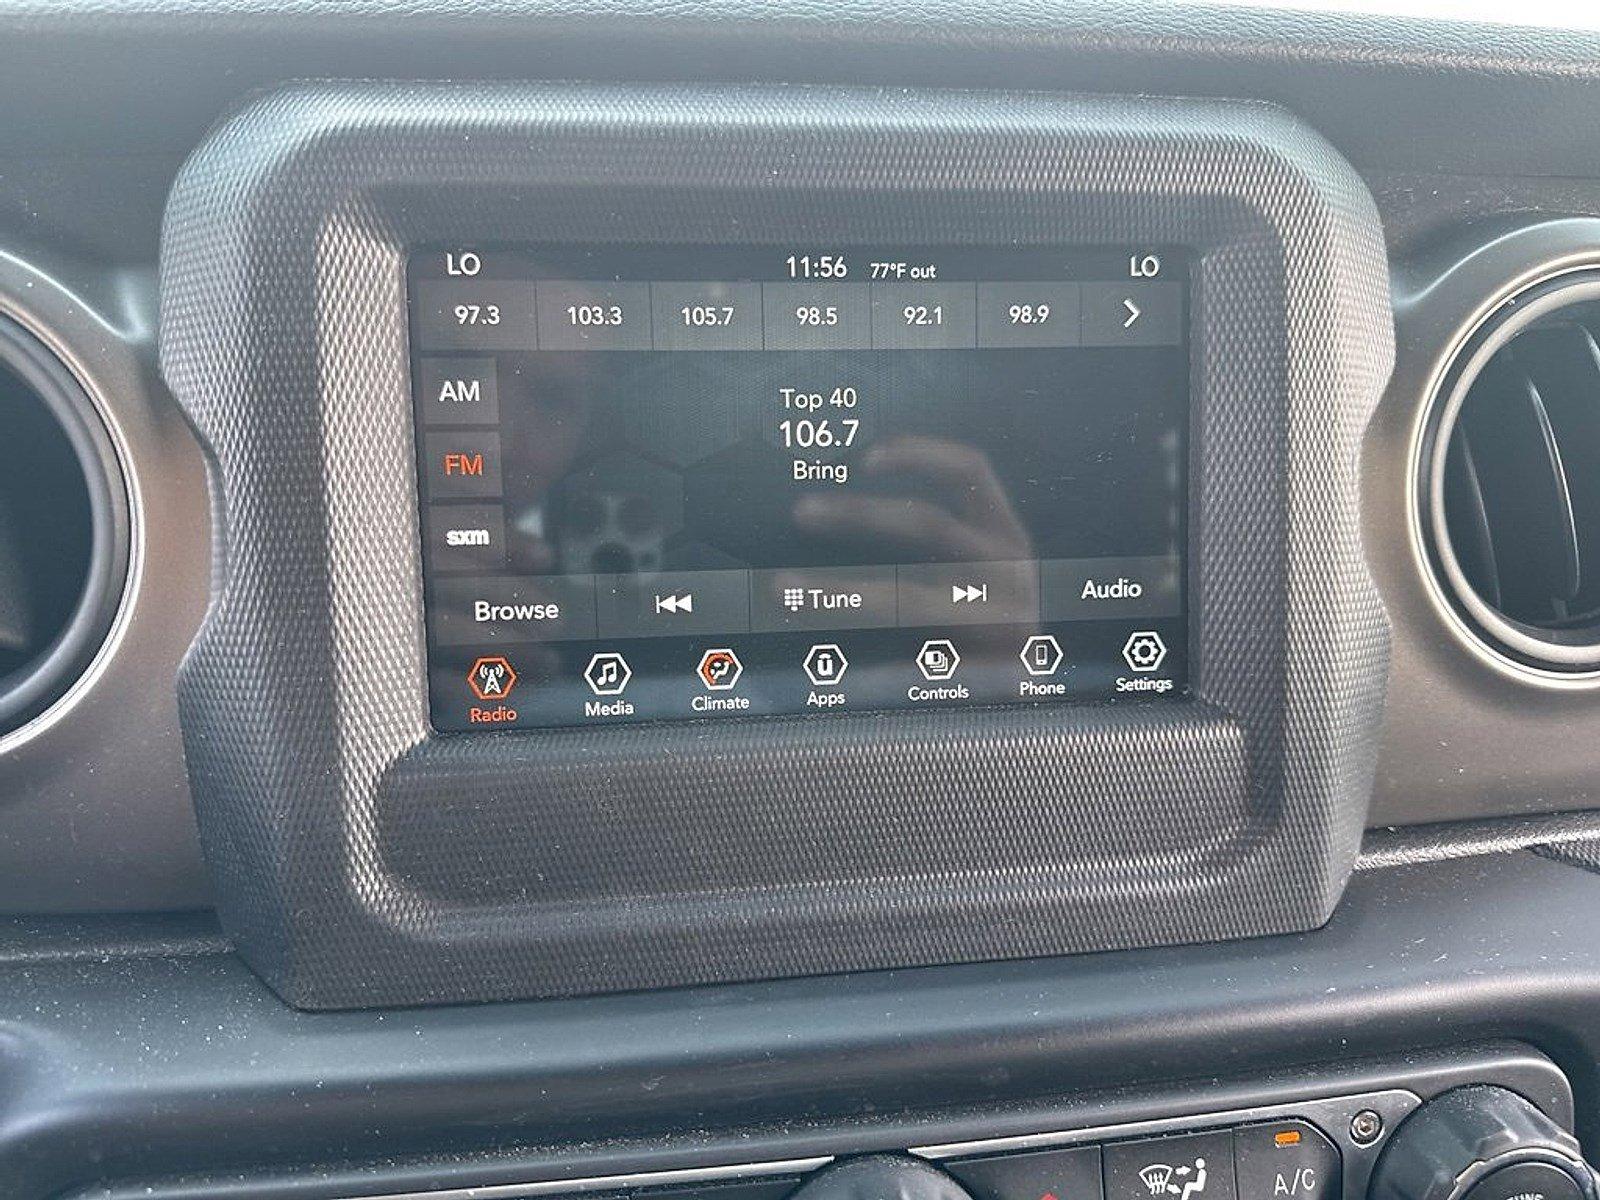 LO 11:56 77°F out LO
97.3 103.3 105.7 98.5 92.1 98.9
AM
FM
sxm
Top 40
106.7
Bring
Browse Tune Audio
Radio Media Climate Apps Controls Phone Settings
A/C